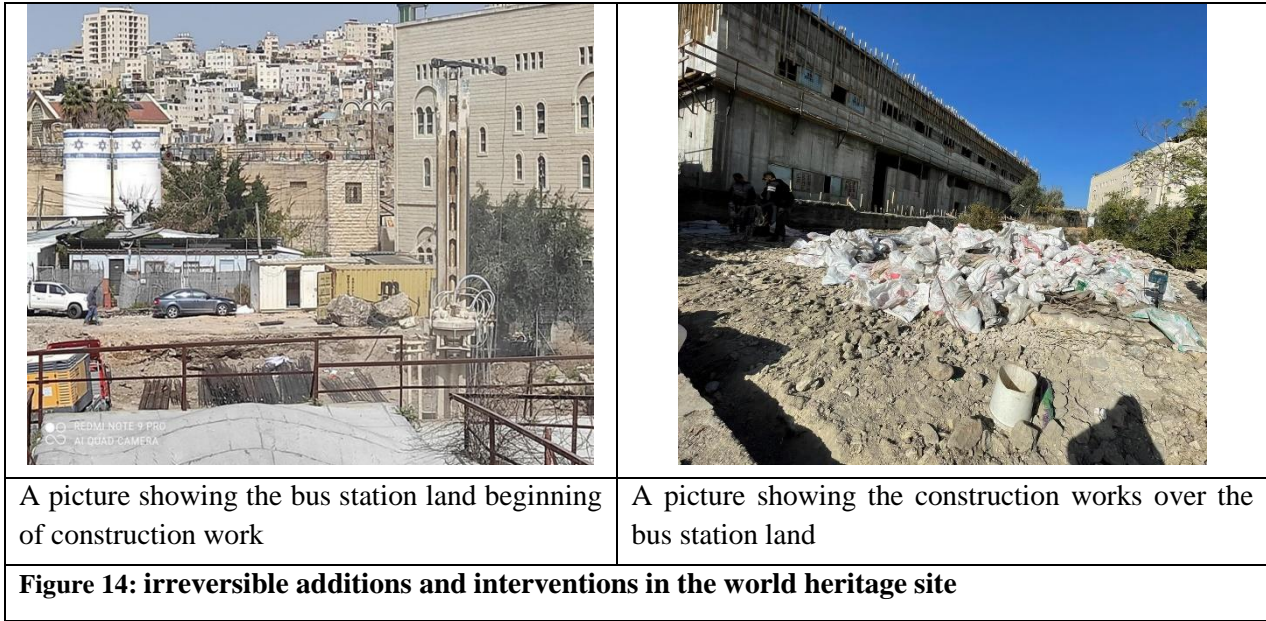 REDMI NOTE 9 PRO
AI QUAD CAMERA
A picture showing the bus station land beginning
of construction work
A picture showing the construction works over the
bus station land
Figure 14: irreversible additions and interventions in the world heritage site